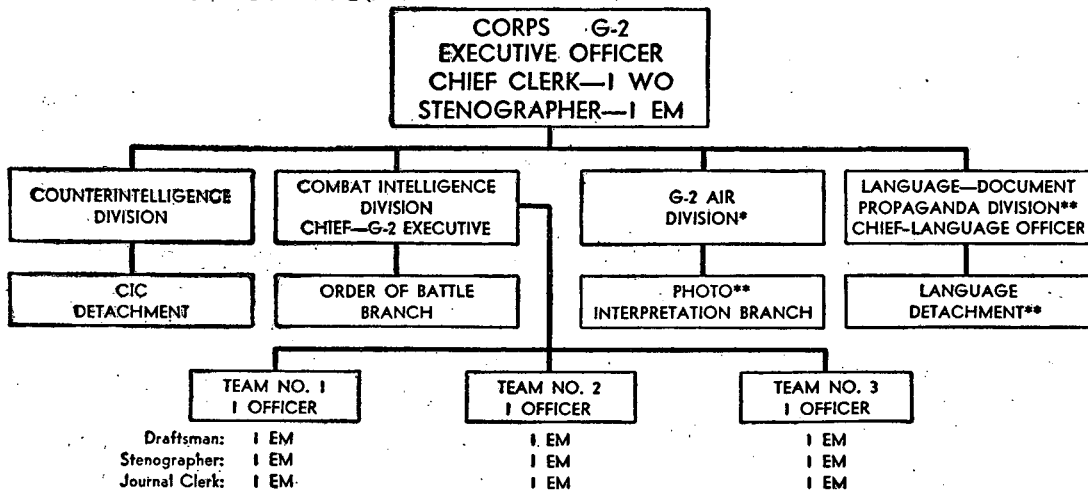 CORPS G-2
EXECUTIVE OFFICER
CHIEF CLERK—1 WO
STENOGRAPHER—1 EM
COUNTERINTELLIGENCE
DIVISION
COMBAT INTELLIGENCE
DIVISION
CHIEF—G-2 EXECUTIVE
G-2 AIR
DIVISION*
LANGUAGE—DOCUMENT
PROPAGANDA DIVISION**
CHIEF-LANGUAGE OFFICER
CIC
DETACHMENT
ORDER OF BATTLE
BRANCH
PHOTO**
INTERPRETATION BRANCH
LANGUAGE
DETACHMENT**
TEAM NO. 1
1 OFFICER
TEAM NO. 2
1 OFFICER
TEAM NO. 3
1 OFFICER
Draftsman: 1 EM 1 EM 1 EM
Stenographer: 1 EM 1 EM 1 EM
Journal Clerk: 1 EM 1 EM 1 EM